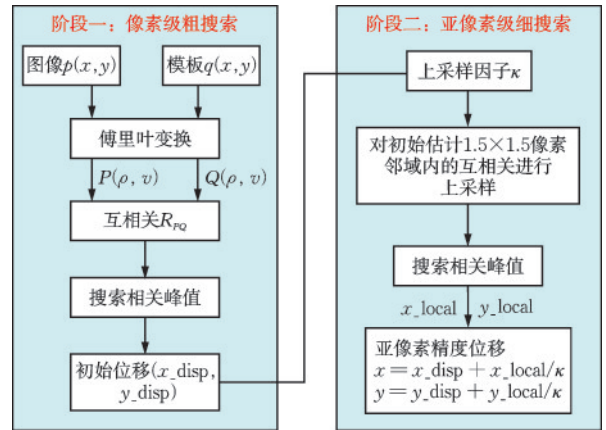 阶段一：像素级粗搜索
图像p(x,y)
模板q(x,y)
傅里叶变换
P(ρ, v)
Q(ρ, v)
互相关R_PQ
搜索相关峰值
初始位移(x_disp,
y_disp)
阶段二：亚像素级细搜索
上采样因子κ
对初始估计1.5×1.5像素
邻域内的互相关进行
上采样
搜索相关峰值
x_local
y_local
亚像素精度位移
x=x_disp+x_local/κ
y=y_disp+y_local/κ